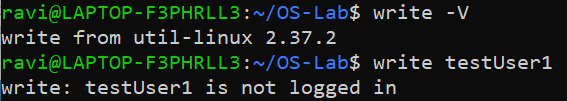 ravi@LAPTOP-F3PHRLL3:~/OS-Lab$ write -V
write from util-linux 2.37.2
ravi@LAPTOP-F3PHRLL3:~/OS-Lab$ write testUser1
write: testUser1 is not logged in